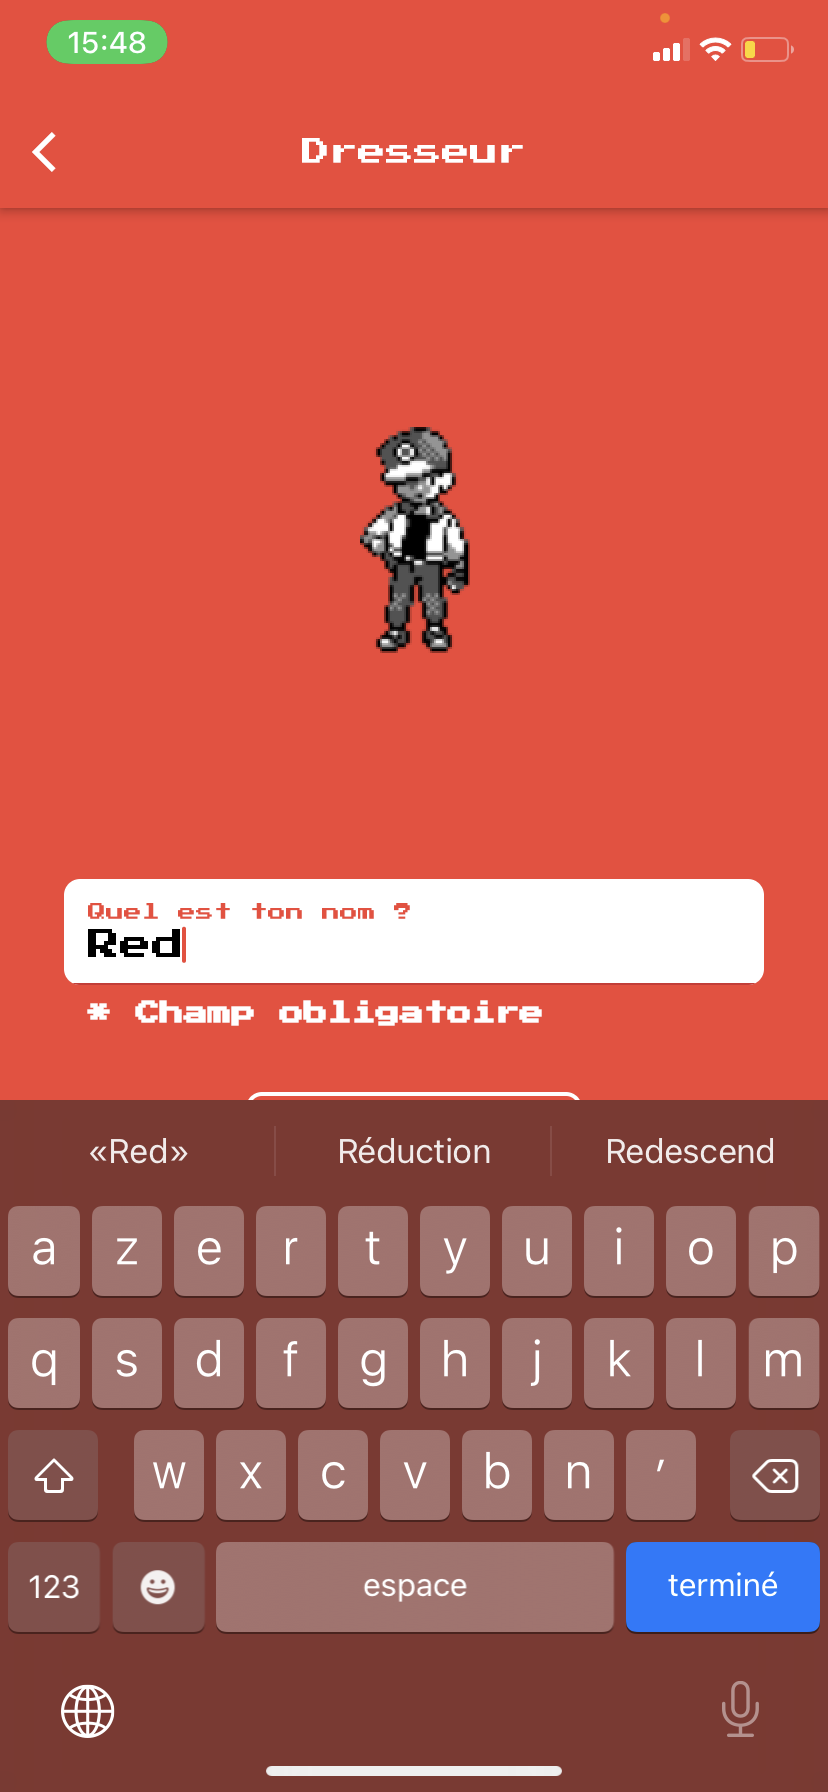 15:48
Dresseur
Quel est ton nom ?
Red
* Champ obligatoire
«Red» Réduction Redescend
a z e r t y u i o p
q s d f g h j k l m
w x c v b n ’
123 espace terminé